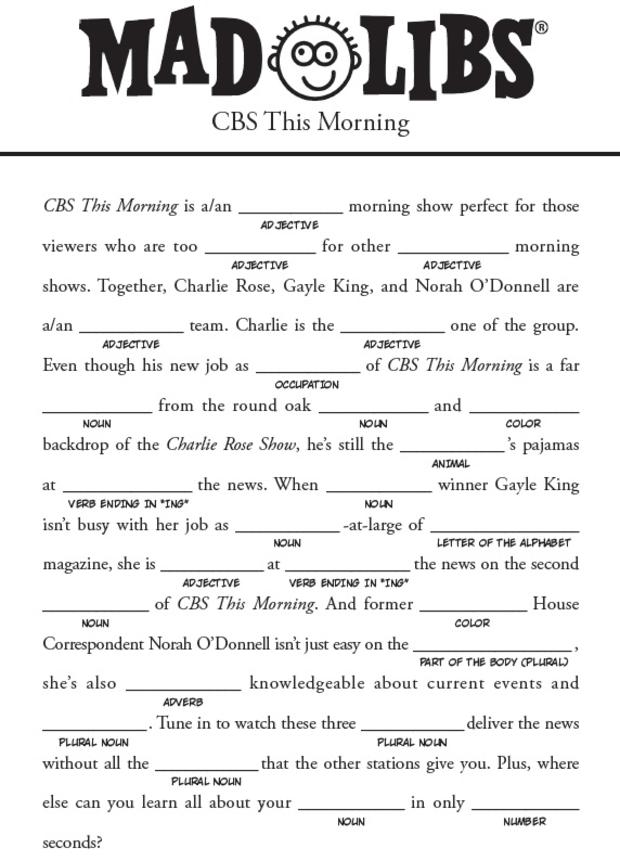 MAD LIBS®
CBS This Morning
CBS This Morning is a/an __________ morning show perfect for those
ADJECTIVE
viewers who are too __________ for other __________ morning
ADJECTIVE ADJECTIVE
shows. Together, Charlie Rose, Gayle King, and Norah O'Donnell are
a/an __________ team. Charlie is the __________ one of the group.
ADJECTIVE ADJECTIVE
Even though his new job as __________ of CBS This Morning is a far
OCCUPATION
__________ from the round oak __________ and __________
NOUN NOUN COLOR
backdrop of the Charlie Rose Show, he's still the __________'s pajamas
ANIMAL
at __________ the news. When __________ winner Gayle King
VERB ENDING IN "ING" NOUN
isn't busy with her job as __________-at-large of __________
NOUN LETTER OF THE ALPHABET
magazine, she is __________ at __________ the news on the second
ADJECTIVE VERB ENDING IN "ING"
__________ of CBS This Morning. And former __________ House
NOUN COLOR
Correspondent Norah O'Donnell isn't just easy on the __________,
PART OF THE BODY (PLURAL)
she's also __________ knowledgeable about current events and
ADVERB
__________. Tune in to watch these three __________ deliver the news
PLURAL NOUN PLURAL NOUN
without all the __________ that the other stations give you. Plus, where
PLURAL NOUN
else can you learn all about your __________ in only __________
NOUN NUMBER
seconds?